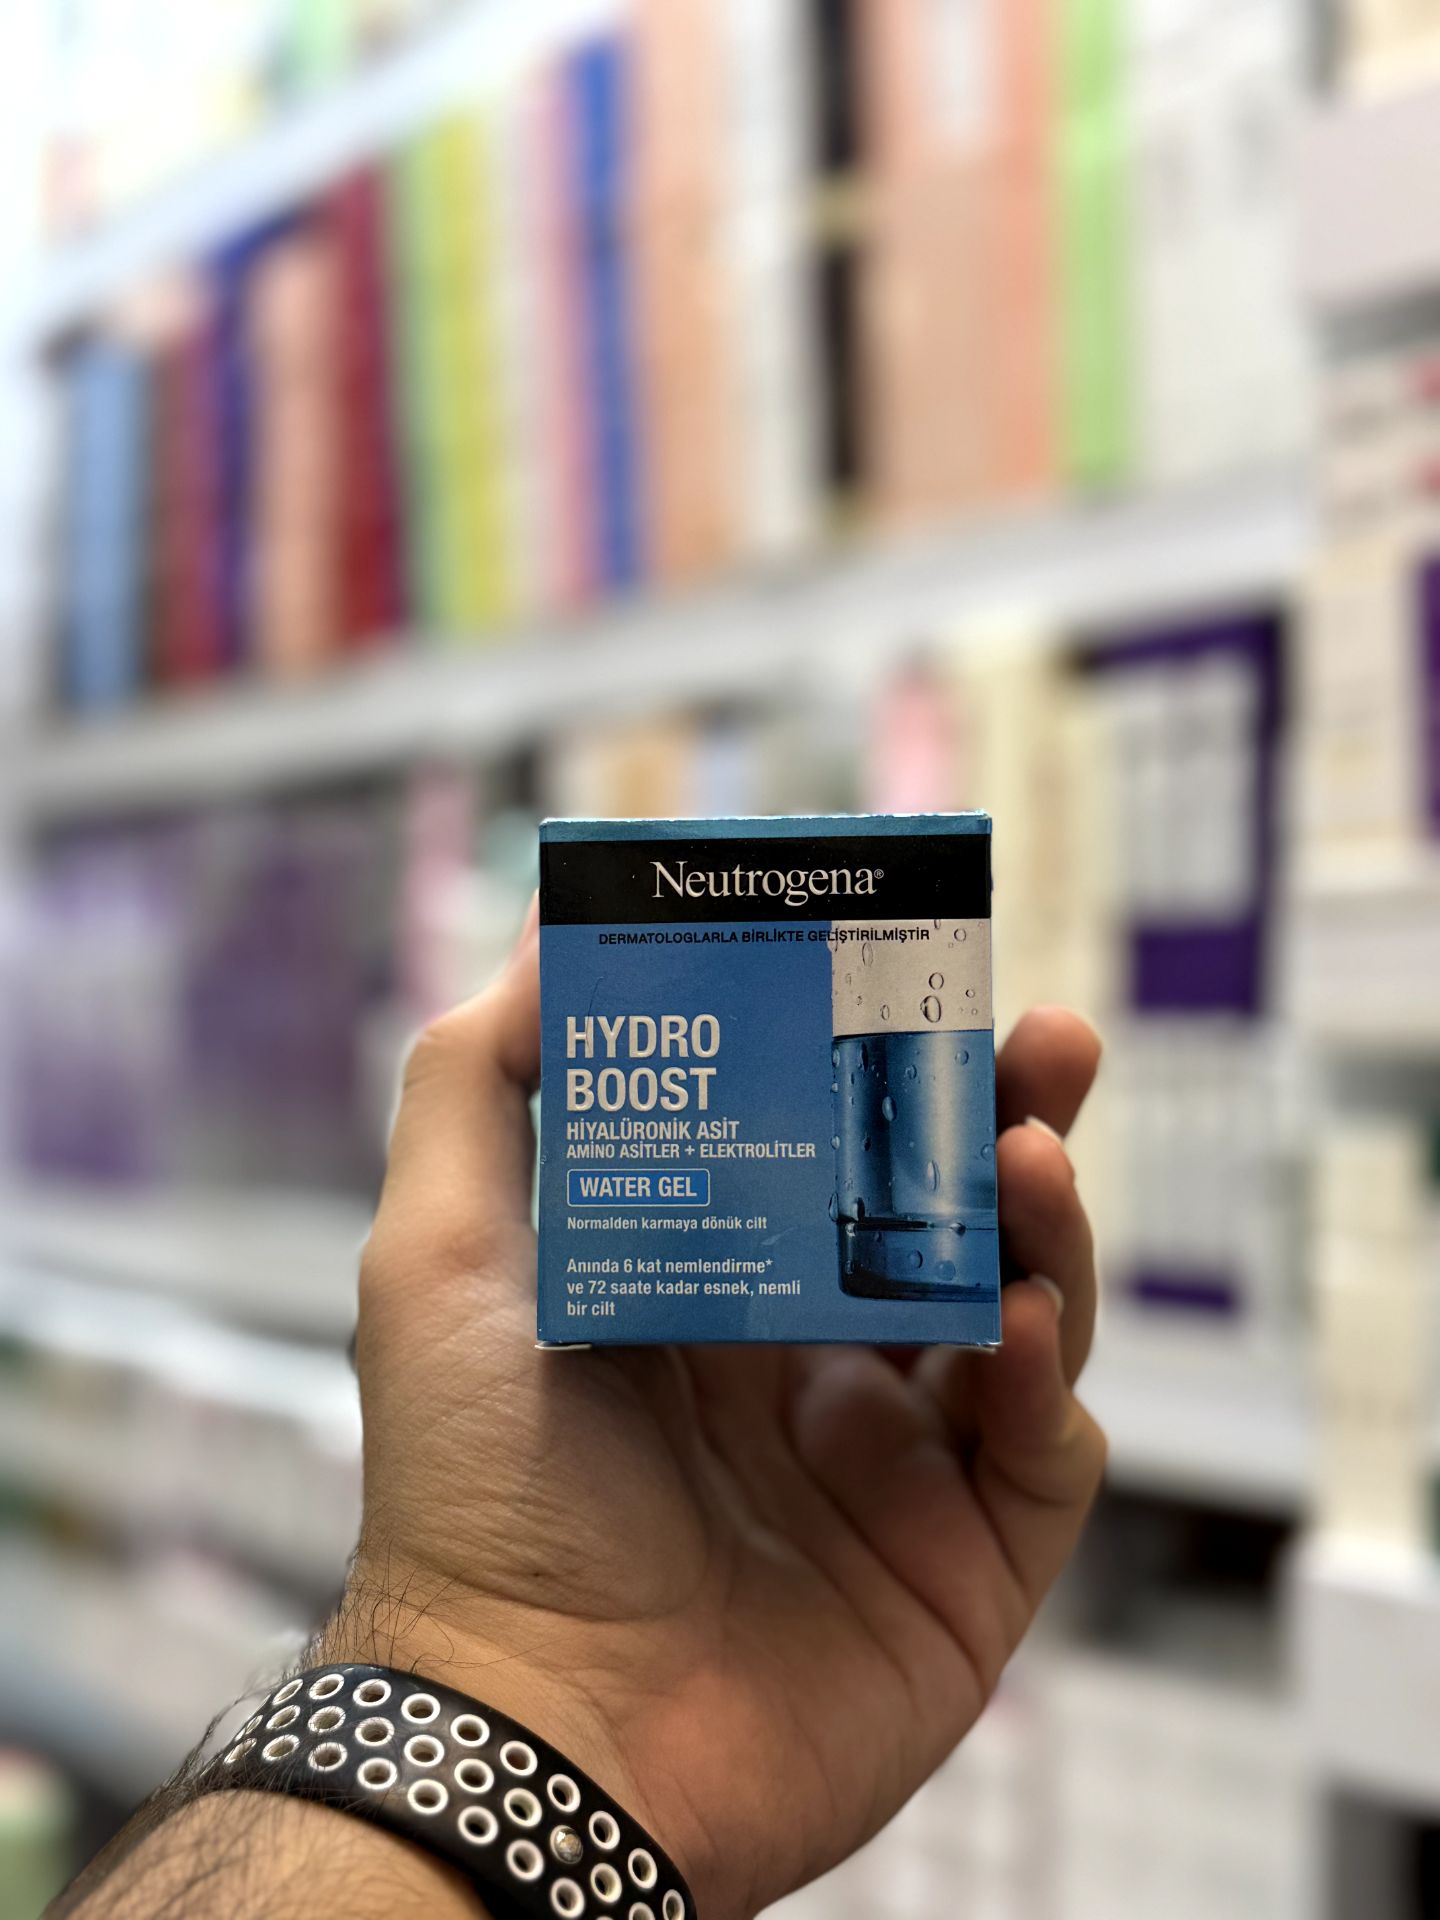 Neutrogena®
DERMATOLOGLARLA BİRLİKTE GELİŞTİRİLMİŞTİR
HYDRO
BOOST
HİYALÜRONİK ASİT
AMİNO ASİTLER + ELEKTROLİTLER
WATER GEL
Normalden karmaya dönük cilt
Anında 6 kat nemlendirme*
ve 72 saate kadar esnek, nemli
bir cilt